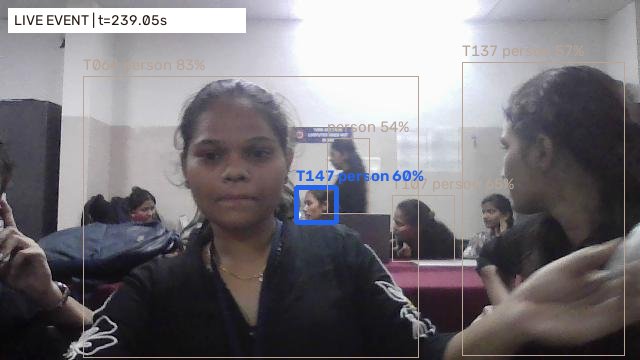 LIVE EVENT | t=239.05s
T137 person 57%
T064 person 83%
person 54%
T147 person 60%
T107 person 65%